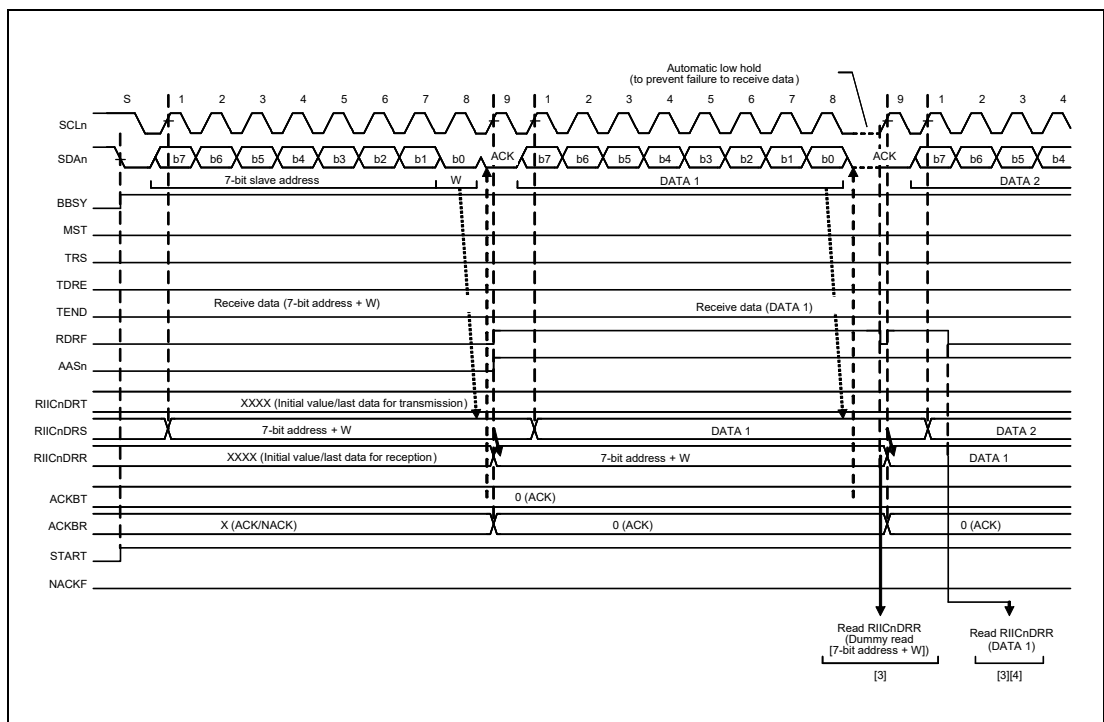 Automatic low hold
(to prevent failure to receive data)
S 1 2 3 4 5 6 7 8 9 1 2 3 4 5 6 7 8 9 1 2 3 4
SCLn
SDAn b7 b6 b5 b4 b3 b2 b1 b0 ACK b7 b6 b5 b4 b3 b2 b1 b0 ACK b7 b6 b5 b4
7-bit slave address W DATA 1 DATA 2
BBSY
MST
TRS
TDRE
Receive data (7-bit address + W) Receive data (DATA 1)
TEND
RDRF
AASn
RIICnDRT XXXX (Initial value/last data for transmission)
RIICnDRS 7-bit address + W DATA 1 DATA 2
RIICnDRR XXXX (Initial value/last data for reception) 7-bit address + W DATA 1
ACKBT 0 (ACK)
ACKBR X (ACK/NACK) 0 (ACK) 0 (ACK)
START
NACKF
Read RIICnDRR
(Dummy read
[7-bit address + W])
[3]
Read RIICnDRR
(DATA 1)
[3][4]